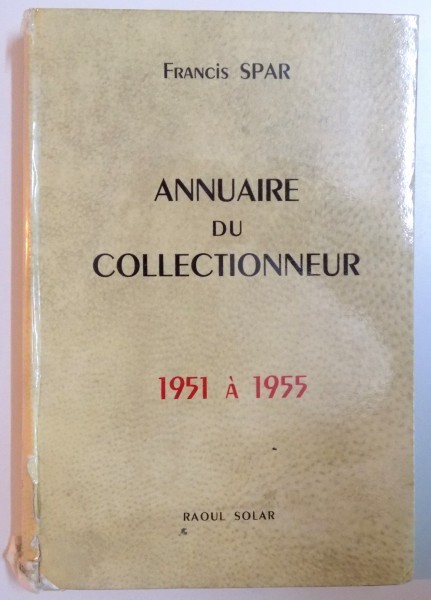 Francis SPAR
ANNUAIRE
DU
COLLECTIONNEUR
1951 À 1955
RAOUL SOLAR